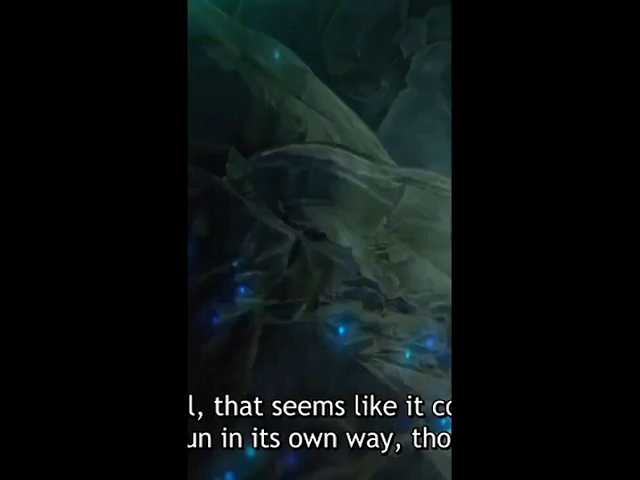 l, that seems like it co
un in its own way, tho